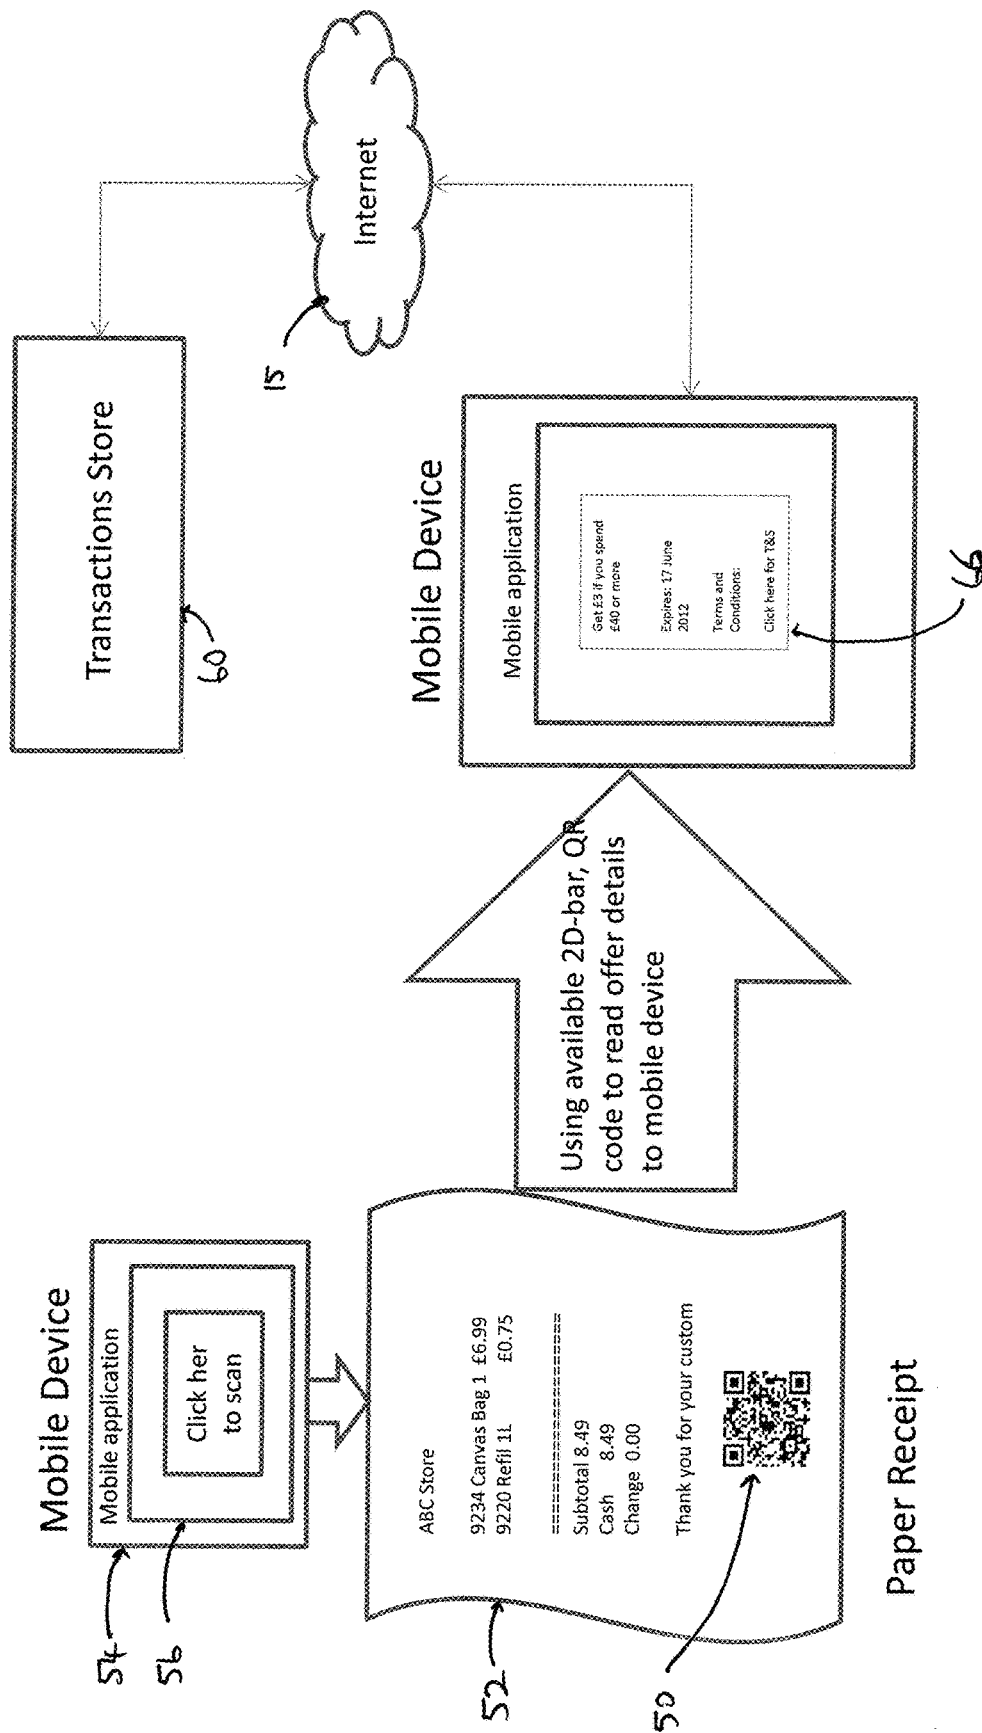 Mobile Device
Mobile application
Click her
to scan
54
56
ABC Store
9234 Canvas Bag 1 £6.99
9220 Refil 1L £0.75
====================
Subtotal 8.49
Cash 8.49
Change 0.00
Thank you for your custom
52
50
Paper Receipt
Using available 2D-bar, QR
code to read offer details
to mobile device
Transactions Store
60
15
Internet
Mobile Device
Mobile application
Get £3 if you spend
£40 or more
Expires: 17 June
2012
Terms and
Conditions:
Click here for T&S
66